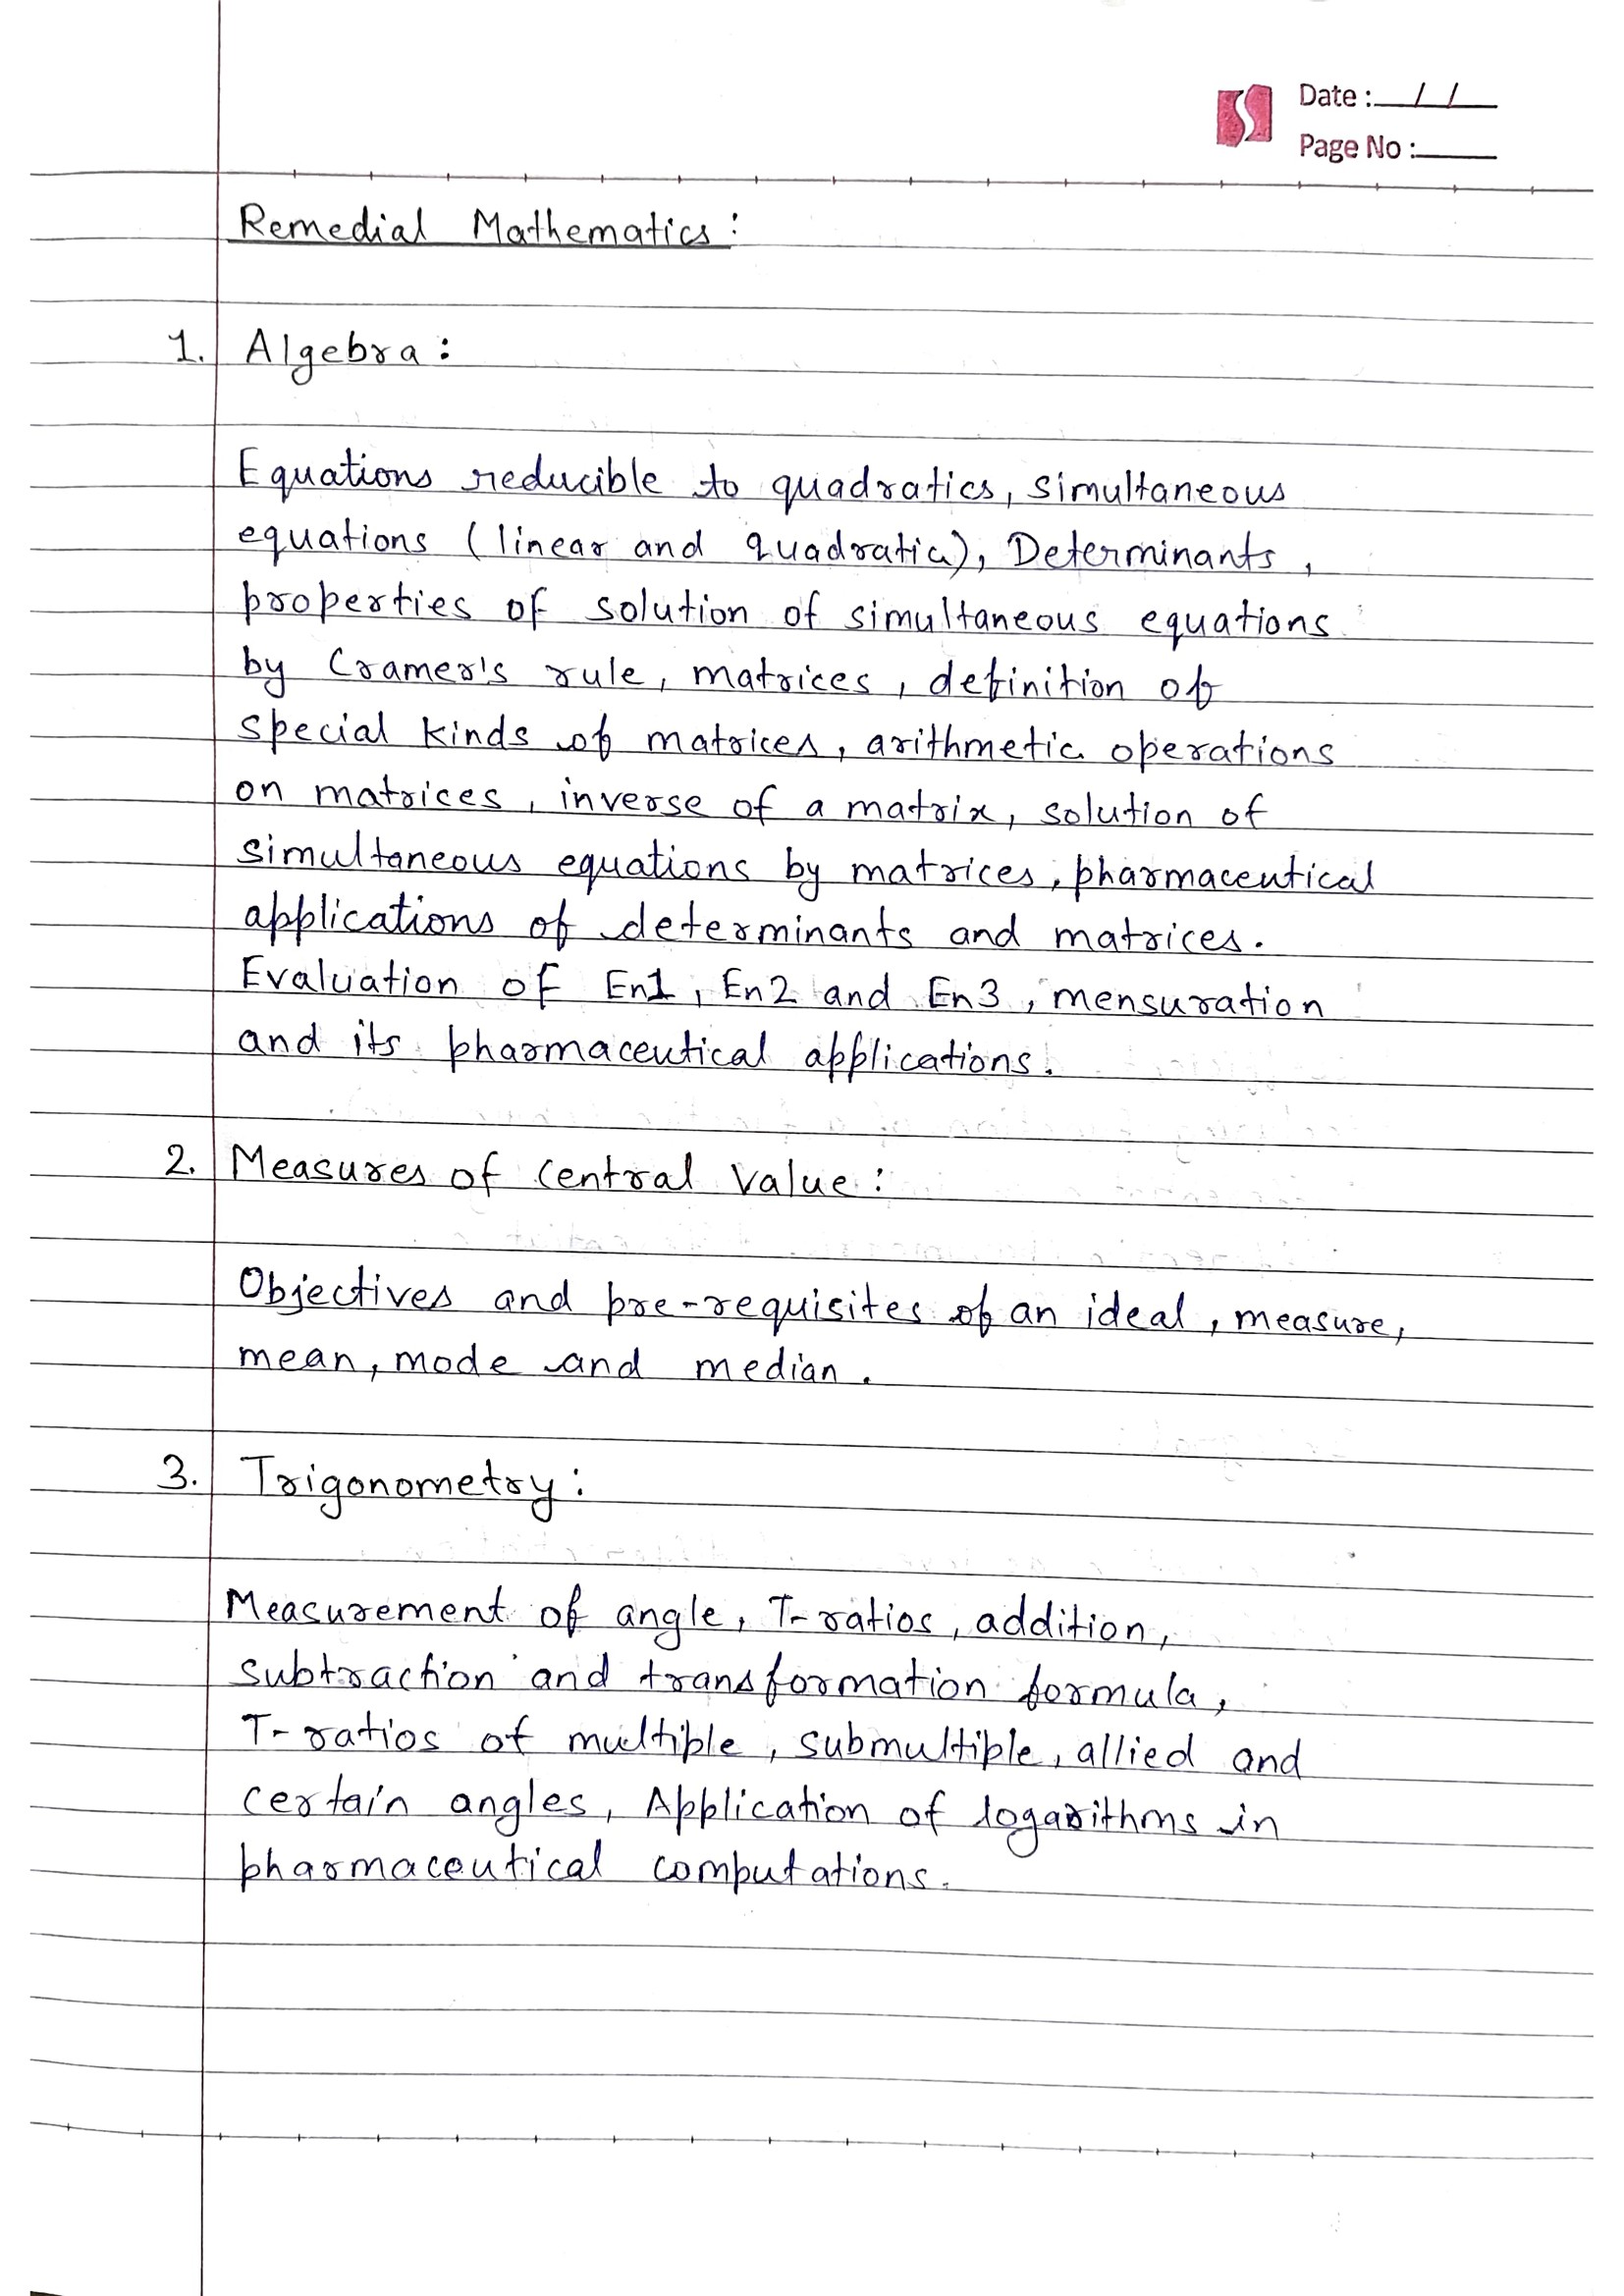 Date : / /
Page No :
Remedial Mathematics :
1. Algebra :
Equations reducible to quadratics, simultaneous
equations (linear and quadratic), Determinants,
properties of solution of simultaneous equations
by Cramer's rule, matrices, definition of
special kinds of matrices, arithmetic operations
on matrices, inverse of a matrix, solution of
simultaneous equations by matrices, pharmaceutical
applications of determinants and matrices.
Evaluation of En1, En2 and En3, mensuration
and its pharmaceutical applications.
2. Measures of Central Value :
Objectives and pre-requisites of an ideal, measure,
mean, mode and median.
3. Trigonometry :
Measurement of angle, T-ratios, addition,
subtraction and transformation formula,
T-ratios of multiple, submultiple, allied and
certain angles, Application of logarithms in
pharmaceutical computations.